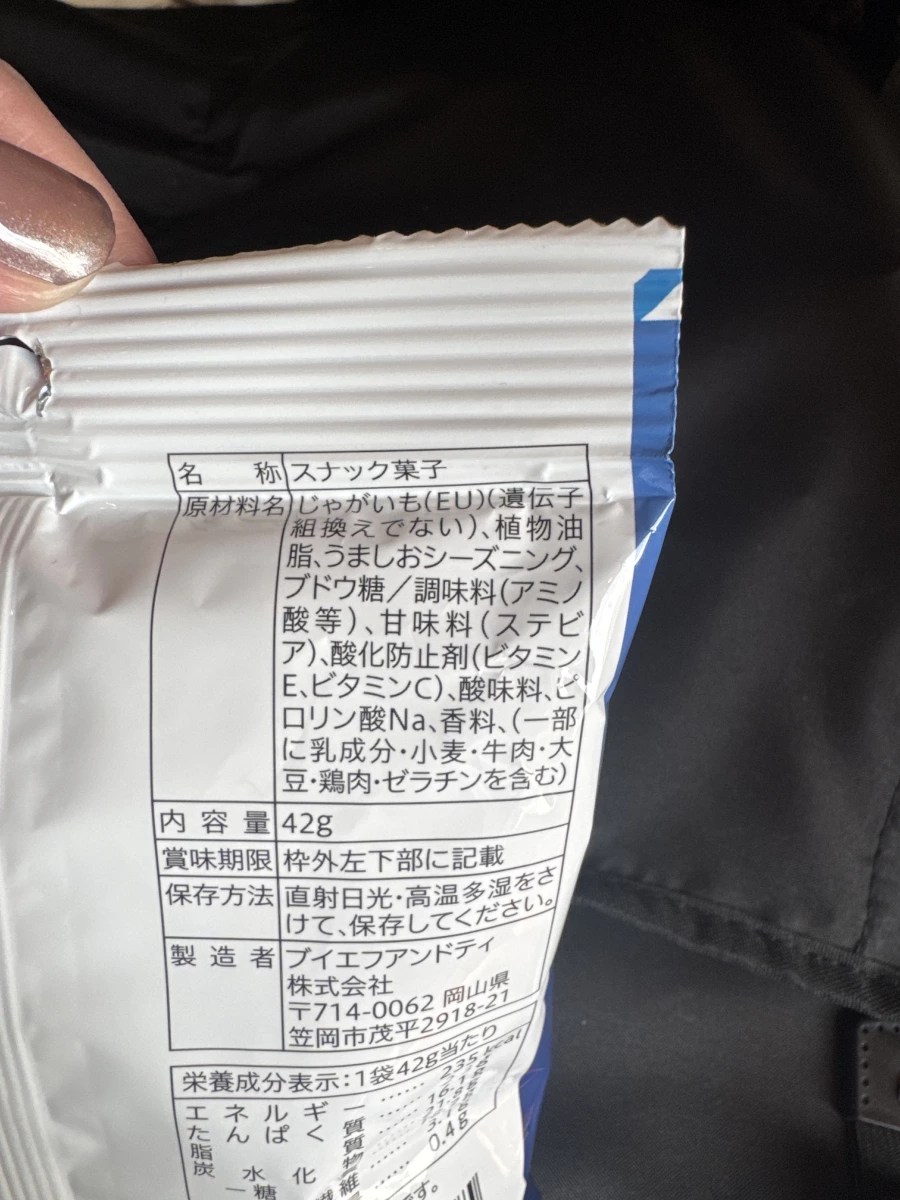 名 称 スナック菓子
原材料名 じゃがいも(EU)(遺伝子
組換えでない)、植物油
脂、うましおシーズニング、
ブドウ糖／調味料(アミノ
酸等)、甘味料(ステビ
ア)、酸化防止剤(ビタミン
E、ビタミンC)、酸味料、ピ
ロリン酸Na、香料、(一部
に乳成分・小麦・牛肉・大
豆・鶏肉・ゼラチンを含む)
内容量 42g
賞味期限 枠外左下部に記載
保存方法 直射日光・高温多湿をさ
けて、保存してください。
製造者 ブイエフアンドティ
株式会社
〒714-0062 岡山県
笠岡市茂平2918-21
栄養成分表示：1袋42g当たり
エネルギー …… 235kcal
たんぱく質
脂 質
炭水化物
－糖
維 …… 0.4g
です。